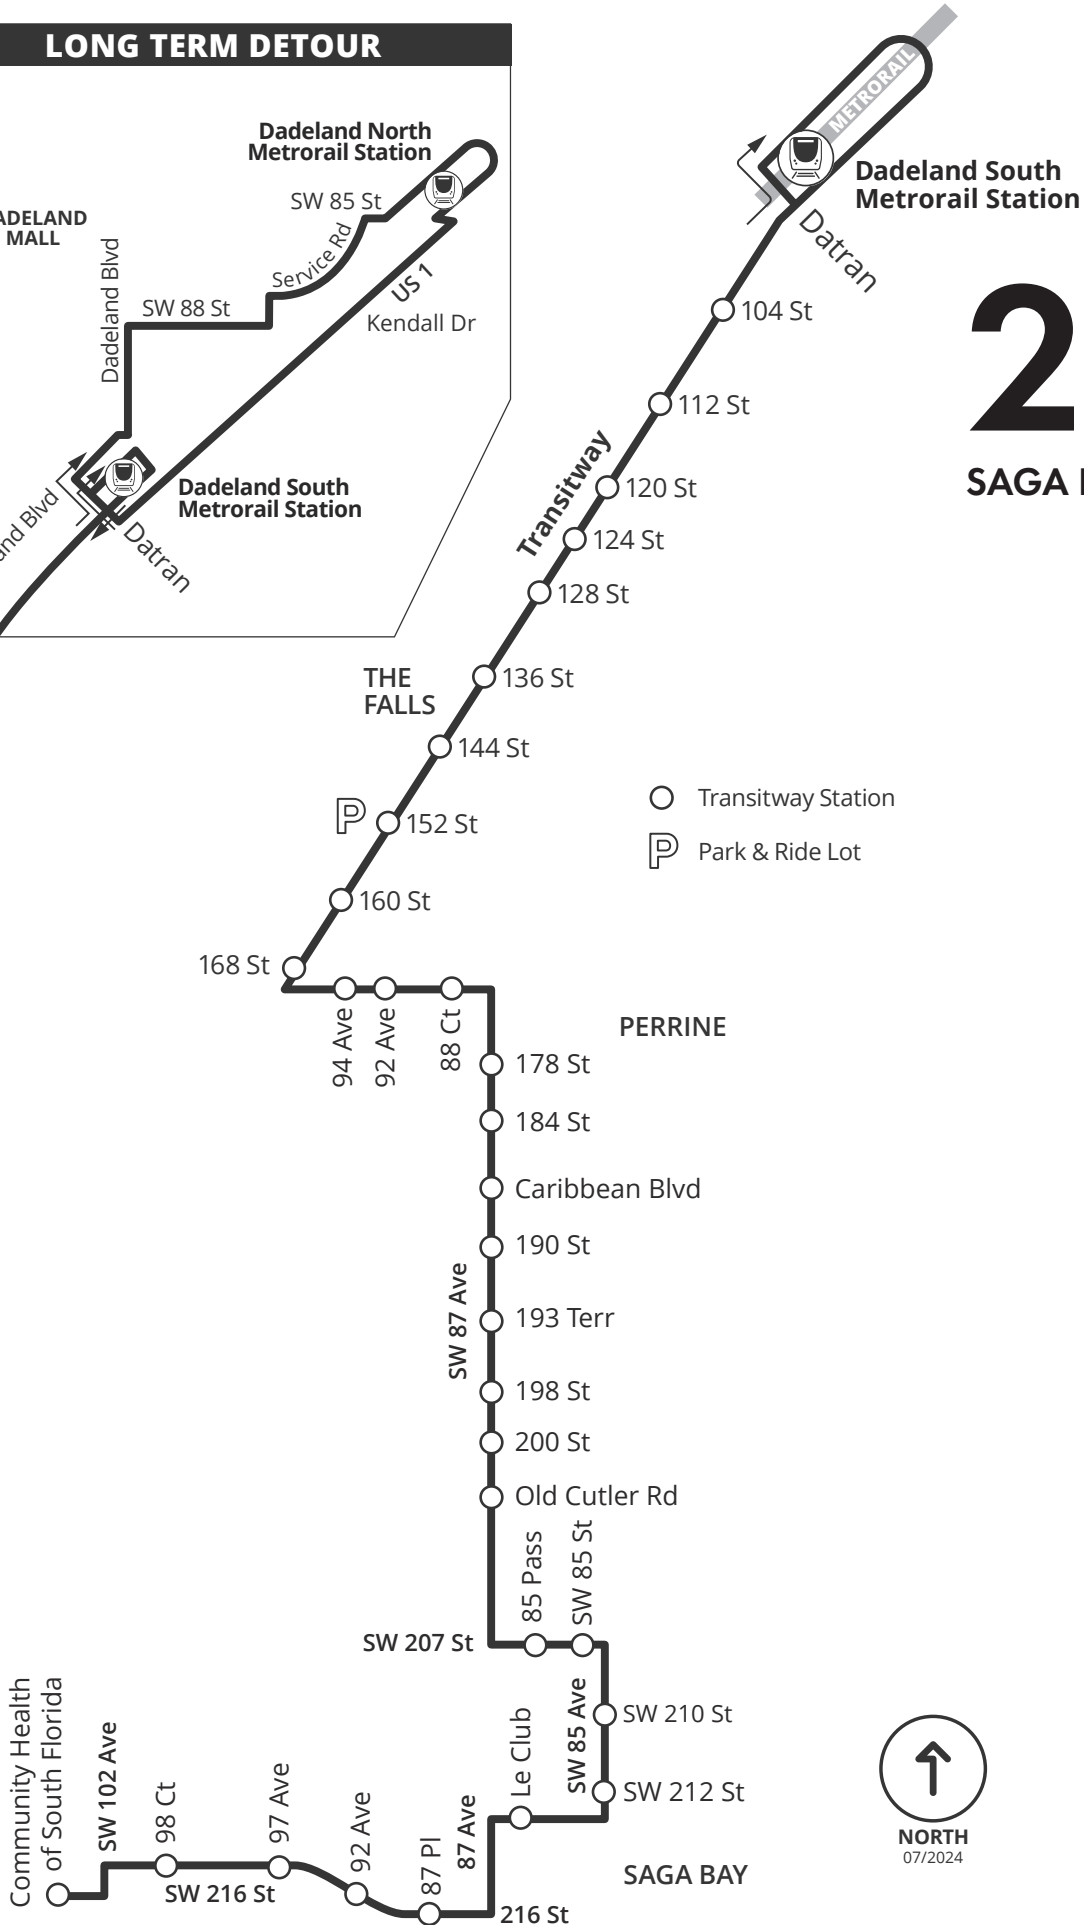 LONG TERM DETOUR
Dadeland North
Metrorail Station
SW 85 St
MALL
Dadeland Blvd
Service Rd
SW 88 St
US 1
Kendall Dr
Dadeland South
Metrorail Station
Blvd
Datran
METRORAIL
Dadeland South
Metrorail Station
Datran
2
SAGA
104 St
112 St
Transitway
120 St
124 St
128 St
THE
FALLS
136 St
144 St
P 152 St
160 St
168 St
Transitway Station
P Park & Ride Lot
94 Ave
92 Ave
88 Ct
PERRINE
178 St
184 St
Caribbean Blvd
190 St
SW 87 Ave
193 Terr
198 St
200 St
Old Cutler Rd
85 Pass
SW 85 St
SW 207 St
SW 85 Ave
SW 210 St
SW 212 St
Le Club
87 Ave
SAGA BAY
216 St
87 Pl
92 Ave
97 Ave
SW 216 St
98 Ct
SW 102 Ave
Community Health
of South Florida
NORTH
07/2024